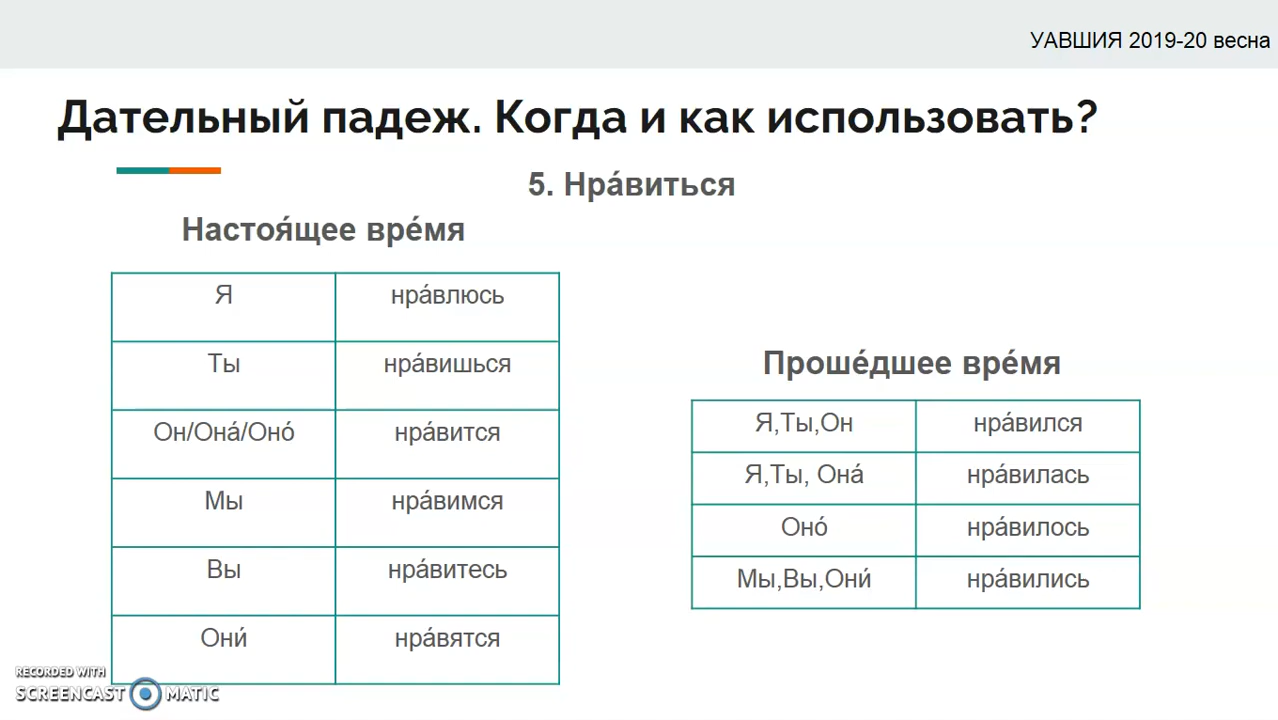 УАВШИЯ 2019-20 весна
Дательный падеж. Когда и как использовать?
5. Нра́виться
Настоя́щее вре́мя
Я нра́влюсь
Ты нра́вишься
Он/Она́/Оно́ нра́вится
Мы нра́вимся
Вы нра́витесь
Они́ нра́вятся
Проше́дшее вре́мя
Я,Ты,Он нра́вился
Я,Ты, Она́ нра́вилась
Оно́ нра́вилось
Мы,Вы,Они́ нра́вились
RECORDED WITH
SCREENCAST MATIC